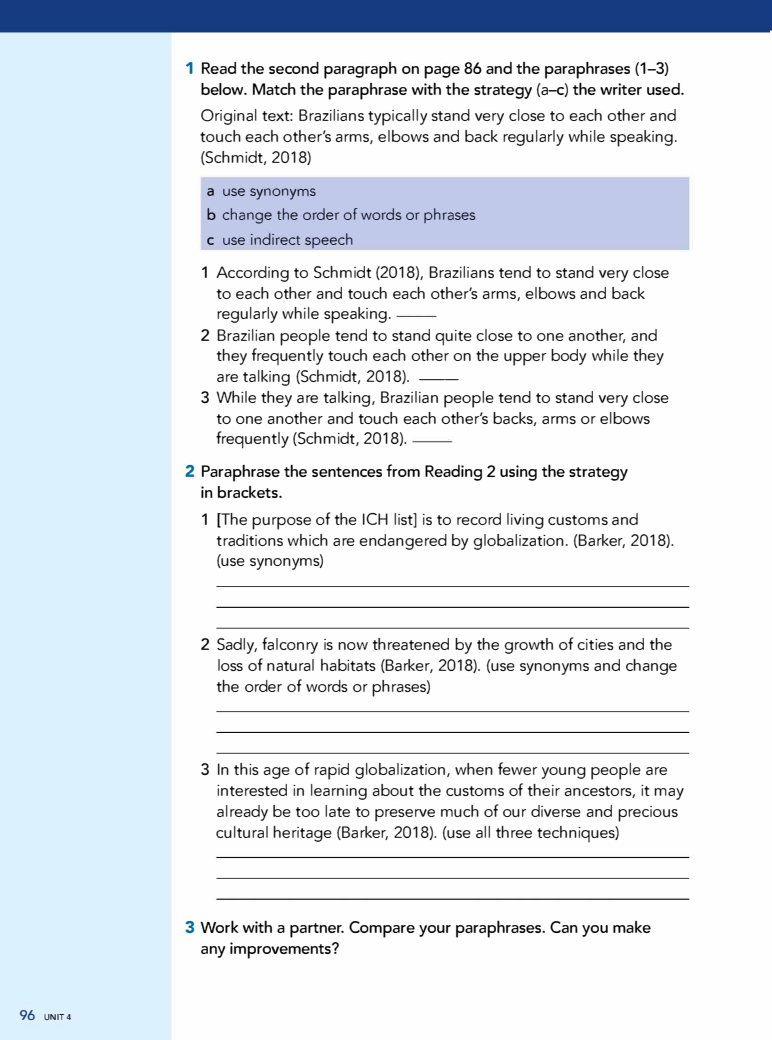 1 Read the second paragraph on page 86 and the paraphrases (1–3)
below. Match the paraphrase with the strategy (a–c) the writer used.
Original text: Brazilians typically stand very close to each other and
touch each other's arms, elbows and back regularly while speaking.
(Schmidt, 2018)
a use synonyms
b change the order of words or phrases
c use indirect speech
1 According to Schmidt (2018), Brazilians tend to stand very close
to each other and touch each other's arms, elbows and back
regularly while speaking. ____
2 Brazilian people tend to stand quite close to one another, and
they frequently touch each other on the upper body while they
are talking (Schmidt, 2018). ____
3 While they are talking, Brazilian people tend to stand very close
to one another and touch each other's backs, arms or elbows
frequently (Schmidt, 2018). ____
2 Paraphrase the sentences from Reading 2 using the strategy
in brackets.
1 [The purpose of the ICH list] is to record living customs and
traditions which are endangered by globalization. (Barker, 2018).
(use synonyms)
2 Sadly, falconry is now threatened by the growth of cities and the
loss of natural habitats (Barker, 2018). (use synonyms and change
the order of words or phrases)
3 In this age of rapid globalization, when fewer young people are
interested in learning about the customs of their ancestors, it may
already be too late to preserve much of our diverse and precious
cultural heritage (Barker, 2018). (use all three techniques)
3 Work with a partner. Compare your paraphrases. Can you make
any improvements?
96 UNIT 4